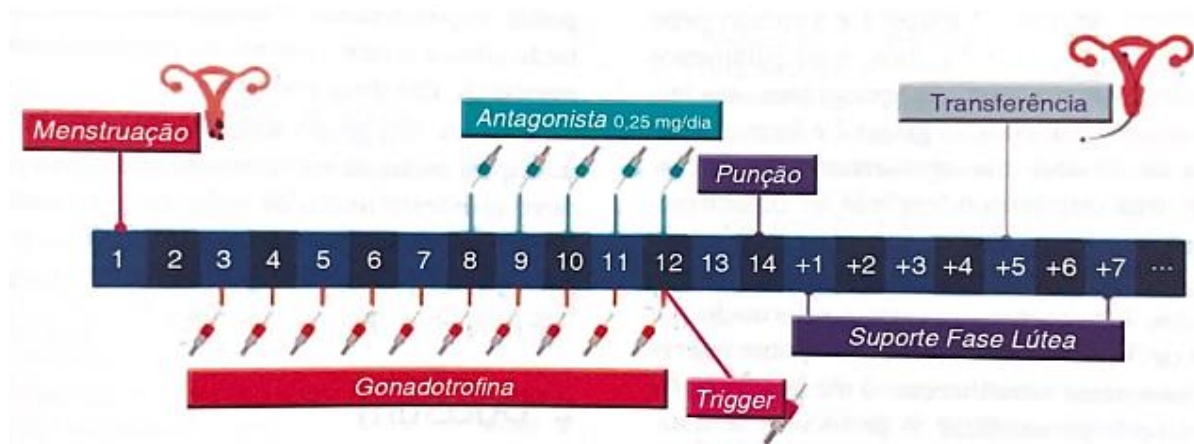 Menstruação
Antagonista 0,25 mg/dia
Transferência
Punção
1 2 3 4 5 6 7 8 9 10 11 12 13 14 +1 +2 +3 +4 +5 +6 +7 ...
Suporte Fase Lútea
Gonadotrofina
Trigger